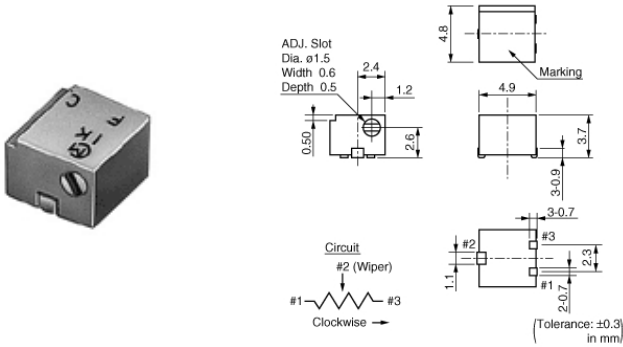 C
F
K
ADJ. Slot
Dia. ø1.5
Width 0.6
Depth 0.5
2.4
1.2
0.50
2.6
4.8
Marking
4.9
3.7
3-0.9
3-0.7
#2
#3
1.1
2.3
#1
2-0.7
Circuit
#2 (Wiper)
#1
#3
Clockwise
(Tolerance: ±0.3
in mm)